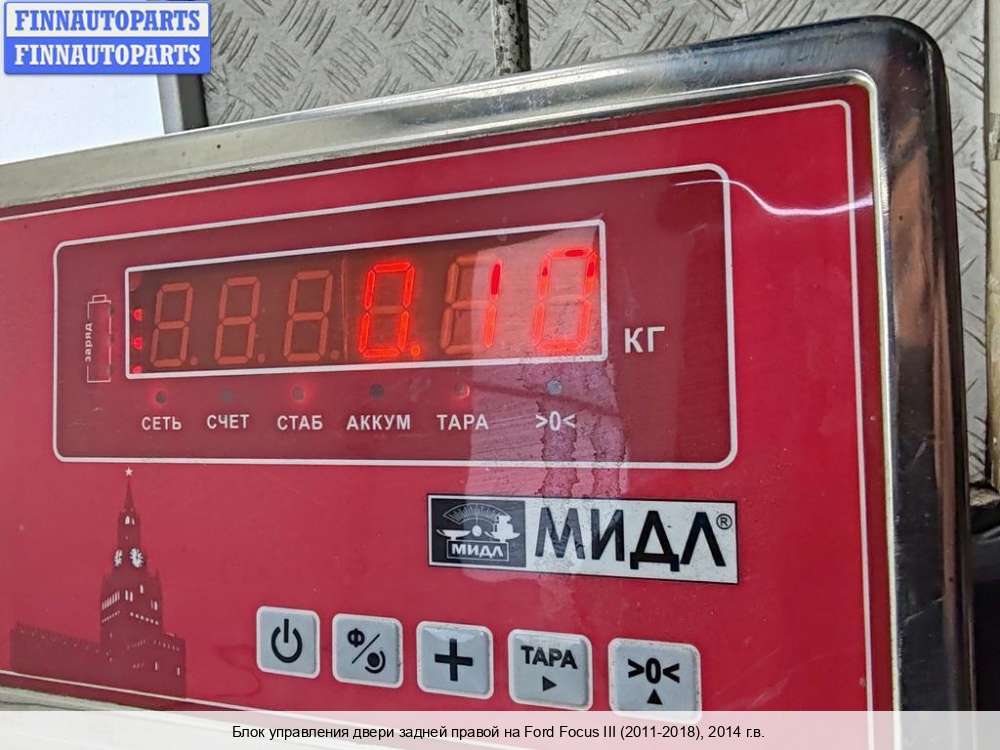 FINNAUTOPARTS
FINNAUTOPARTS
заряд
0.10 КГ
СЕТЬ СЧЕТ СТАБ АККУМ ТАРА >0<
МИДЛ МИДЛ®
Ф/ + ТАРА >0<
Блок управления двери задней правой на Ford Focus III (2011-2018), 2014 г.в.